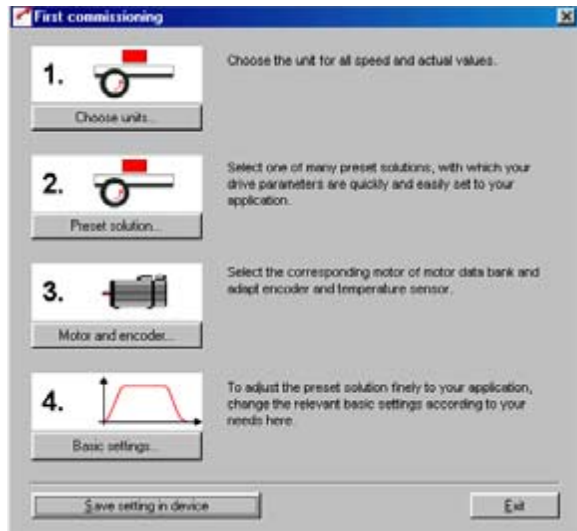 First commissioning
1.
Choose the unit for all speed and actual values.
Choose units...
2.
Select one of many preset solutions, with which your
drive parameters are quickly and easily set to your
application.
Preset solution...
3.
Select the corresponding motor of motor data bank and
adapt encoder and temperature sensor.
Motor and encoder...
4.
To adjust the preset solution finely to your application,
change the relevant basic settings according to your
needs here.
Basic settings...
Save setting in device
Exit